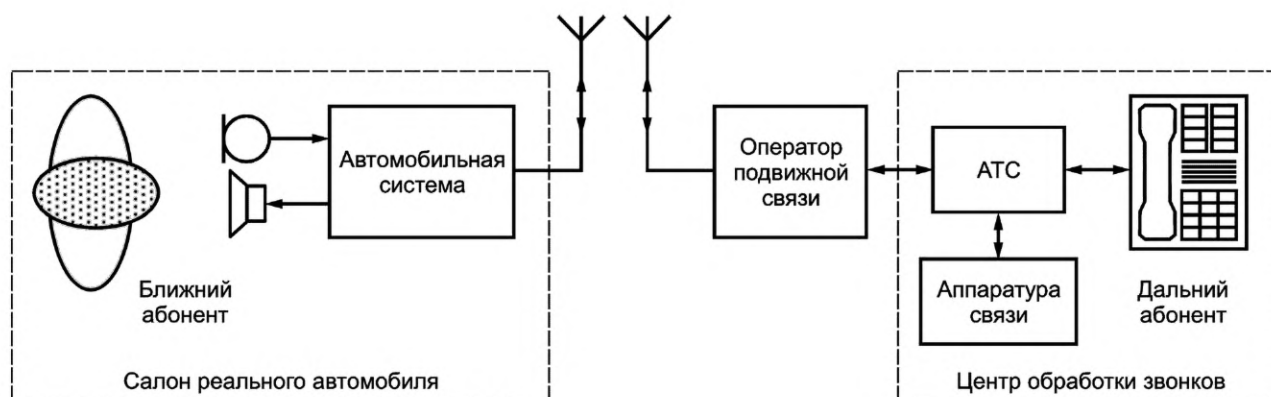 Автомобильная
система
Оператор
подвижной
связи
АТС
Ближний
абонент
Аппаратура
связи
Дальний
абонент
Салон реального автомобиля
Центр обработки звонков